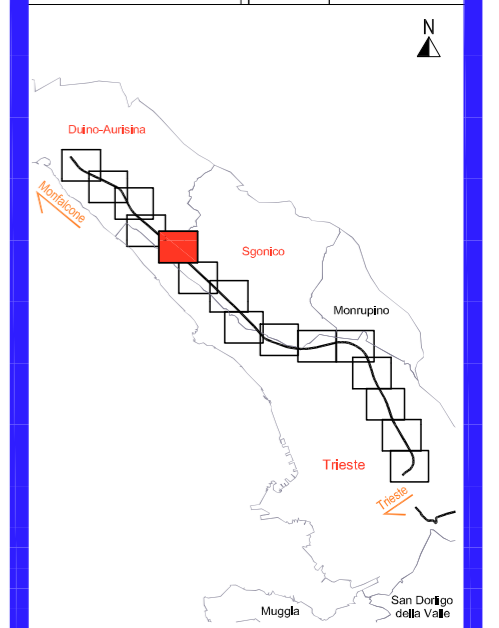 N
Duino-Aurisina
Monfalcone
Sgonico
Monrupino
Trieste
Trieste
San Dorligo
della Valle
Muggia